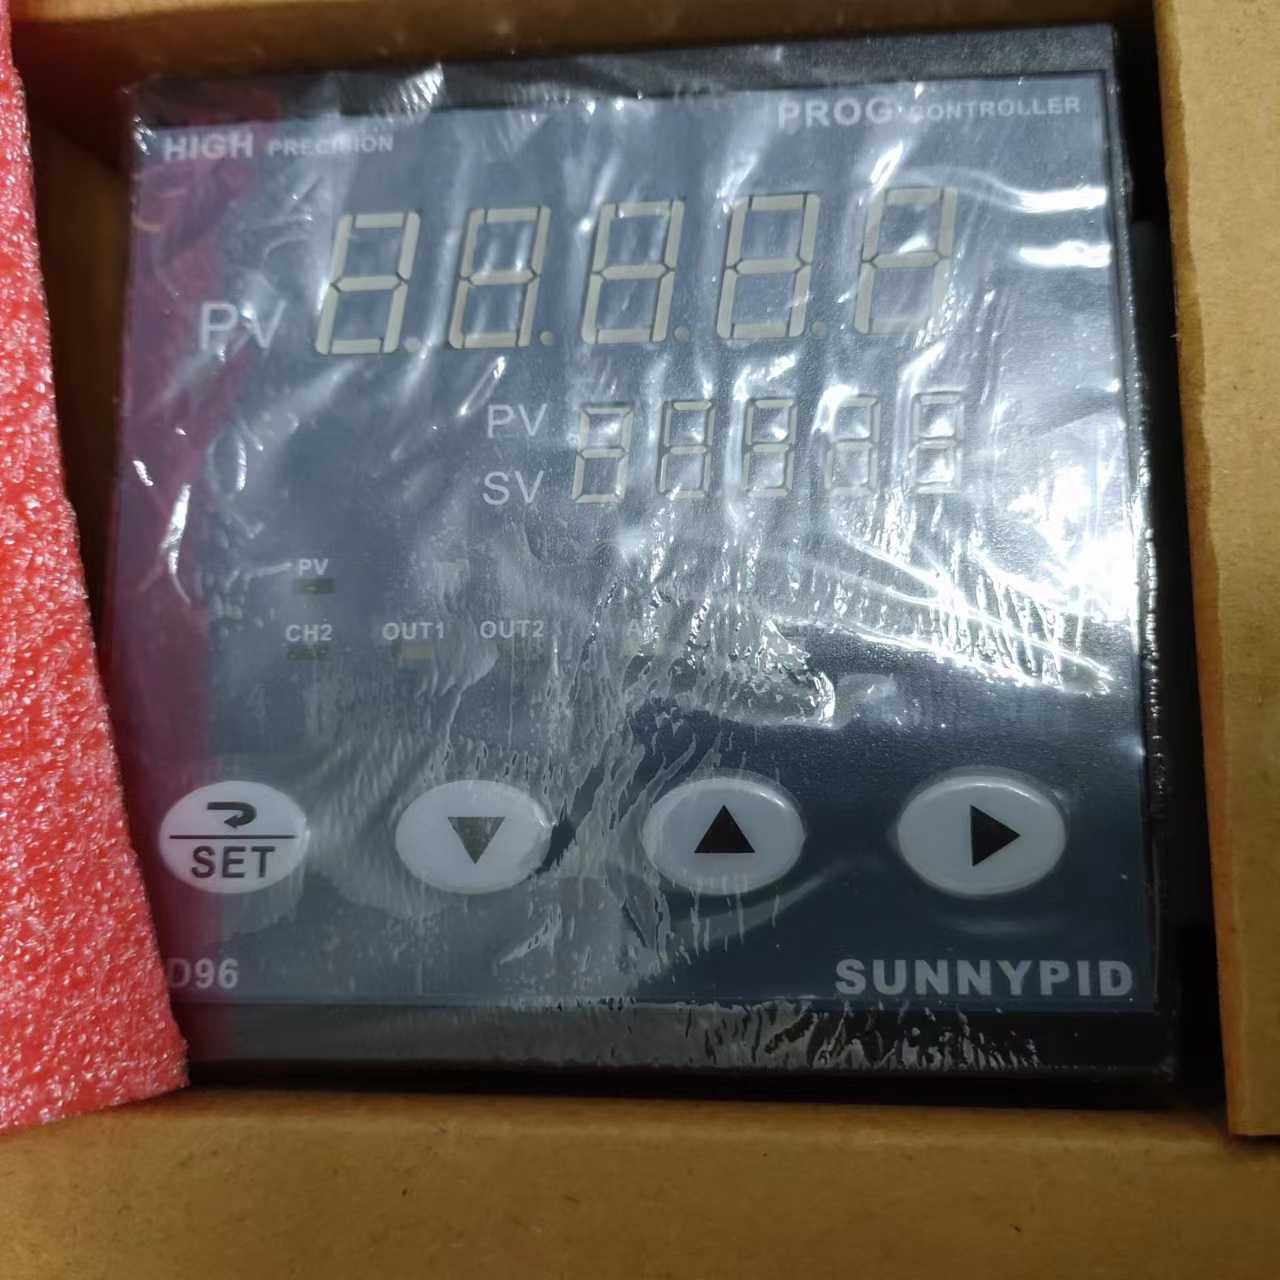 HIGH PRECISION
PROG CONTROLLER
PV
PV
SV
PV
CH2 OUT1 OUT2
SET
D96
SUNNYPID